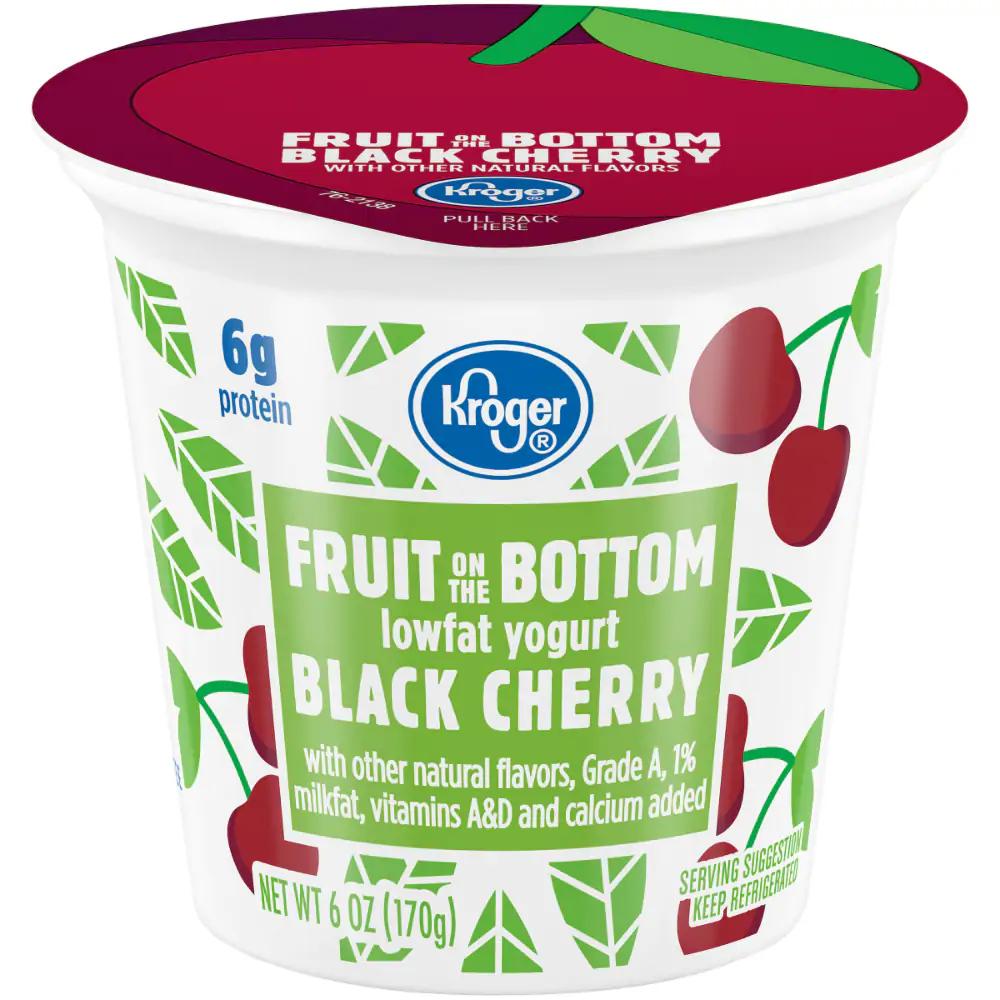 FRUIT ON THE BOTTOM
BLACK CHERRY
WITH OTHER NATURAL FLAVORS
Kroger®
76-2138
PULL BACK
HERE
6g
protein
Kroger®
FRUIT ON THE BOTTOM
lowfat yogurt
BLACK CHERRY
with other natural flavors, Grade A, 1%
milkfat, vitamins A&D and calcium added
NET WT 6 OZ (170g)
SERVING SUGGESTION
KEEP REFRIGERATED